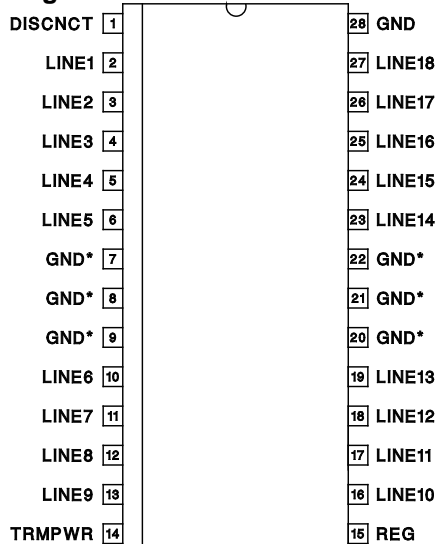 DISCNCT 1 28 GND
LINE1 2 27 LINE18
LINE2 3 26 LINE17
LINE3 4 25 LINE16
LINE4 5 24 LINE15
LINE5 6 23 LINE14
GND* 7 22 GND*
GND* 8 21 GND*
GND* 9 20 GND*
LINE6 10 19 LINE13
LINE7 11 18 LINE12
LINE8 12 17 LINE11
LINE9 13 16 LINE10
TRMPWR 14 15 REG